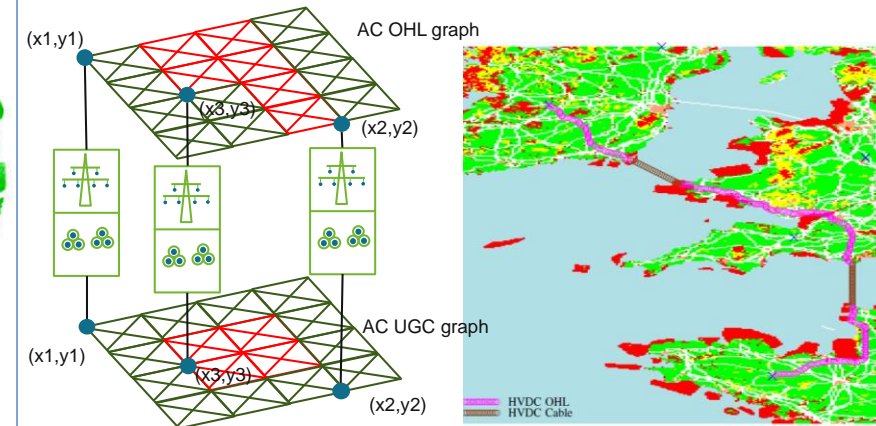 (x1,y1)
AC OHL graph
(x3,y3)
(x2,y2)
(x1,y1)
AC UGC graph
(x3,y3)
(x2,y2)
HVDC OHL
HVDC Cable